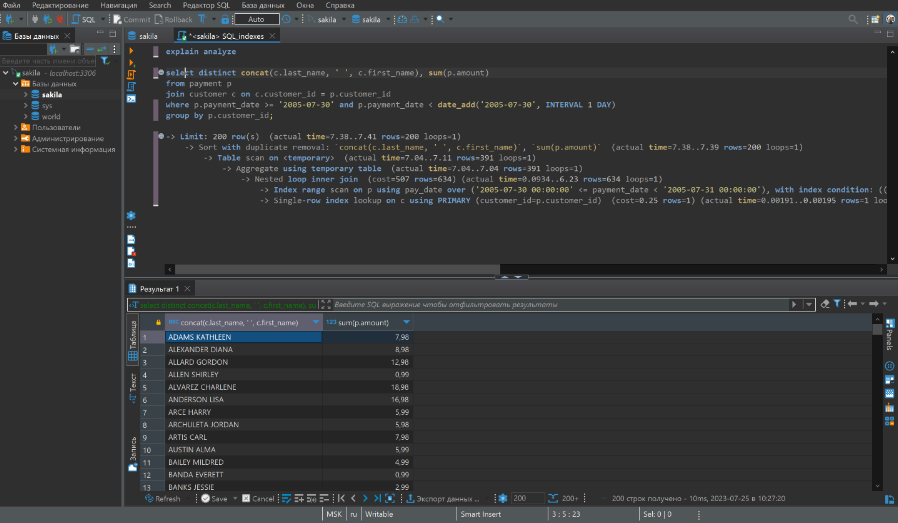 Файл Редактирование Навигация Search Редактор SQL База данных Окна Справка
SQL Commit Rollback Auto sakila sakila
Базы данных
Введите часть имени объек
sakila - localhost:3306
Базы данных
sakila
sys
world
Пользователи
Администрирование
Системная информация
sakila *<sakila> SQL_indexes
explain analyze
select distinct concat(c.last_name, ' ', c.first_name), sum(p.amount)
from payment p
join customer c on c.customer_id = p.customer_id
where p.payment_date >= '2005-07-30' and p.payment_date < date_add('2005-07-30', INTERVAL 1 DAY)
group by p.customer_id;
-> Limit: 200 row(s) (actual time=7.38..7.41 rows=200 loops=1)
-> Sort with duplicate removal: `concat(c.last_name, ' ', c.first_name)`, `sum(p.amount)` (actual time=7.38..7.39 rows=200 loops=1)
-> Table scan on <temporary> (actual time=7.04..7.11 rows=391 loops=1)
-> Aggregate using temporary table (actual time=7.04..7.04 rows=391 loops=1)
-> Nested loop inner join (cost=507 rows=634) (actual time=0.0934..6.23 rows=634 loops=1)
-> Index range scan on p using pay_date over ('2005-07-30 00:00:00' <= payment_date < '2005-07-31 00:00:00'), with index condition: ((
-> Single-row index lookup on c using PRIMARY (customer_id=p.customer_id) (cost=0.25 rows=1) (actual time=0.00191..0.00195 rows=1 loo
Результат 1
select distinct concat(c.last_name, ' ', c.first_name), su
Введите SQL выражение чтобы отфильтровать результаты
Таблица
Текст
Запись
Panels
concat(c.last_name, ' ', c.first_name) 123 sum(p.amount)
1 ADAMS KATHLEEN 7,98
2 ALEXANDER DIANA 8,98
3 ALLARD GORDON 12,98
4 ALLEN SHIRLEY 0,99
5 ALVAREZ CHARLENE 18,98
6 ANDERSON LISA 16,98
7 ARCE HARRY 5,99
8 ARCHULETA JORDAN 5,98
9 ARTIS CARL 7,98
10 AUSTIN ALMA 5,99
11 BAILEY MILDRED 4,99
12 BANDA EVERETT 0,99
13 BANKS JESSIE 2,99
Refresh Save Cancel Экспорт данных ... 200 200+ 200 строк получено - 10ms, 2023-07-25 в 10:27:20
MSK ru Writable Smart Insert 3 : 5 : 23 Sel: 0 | 0